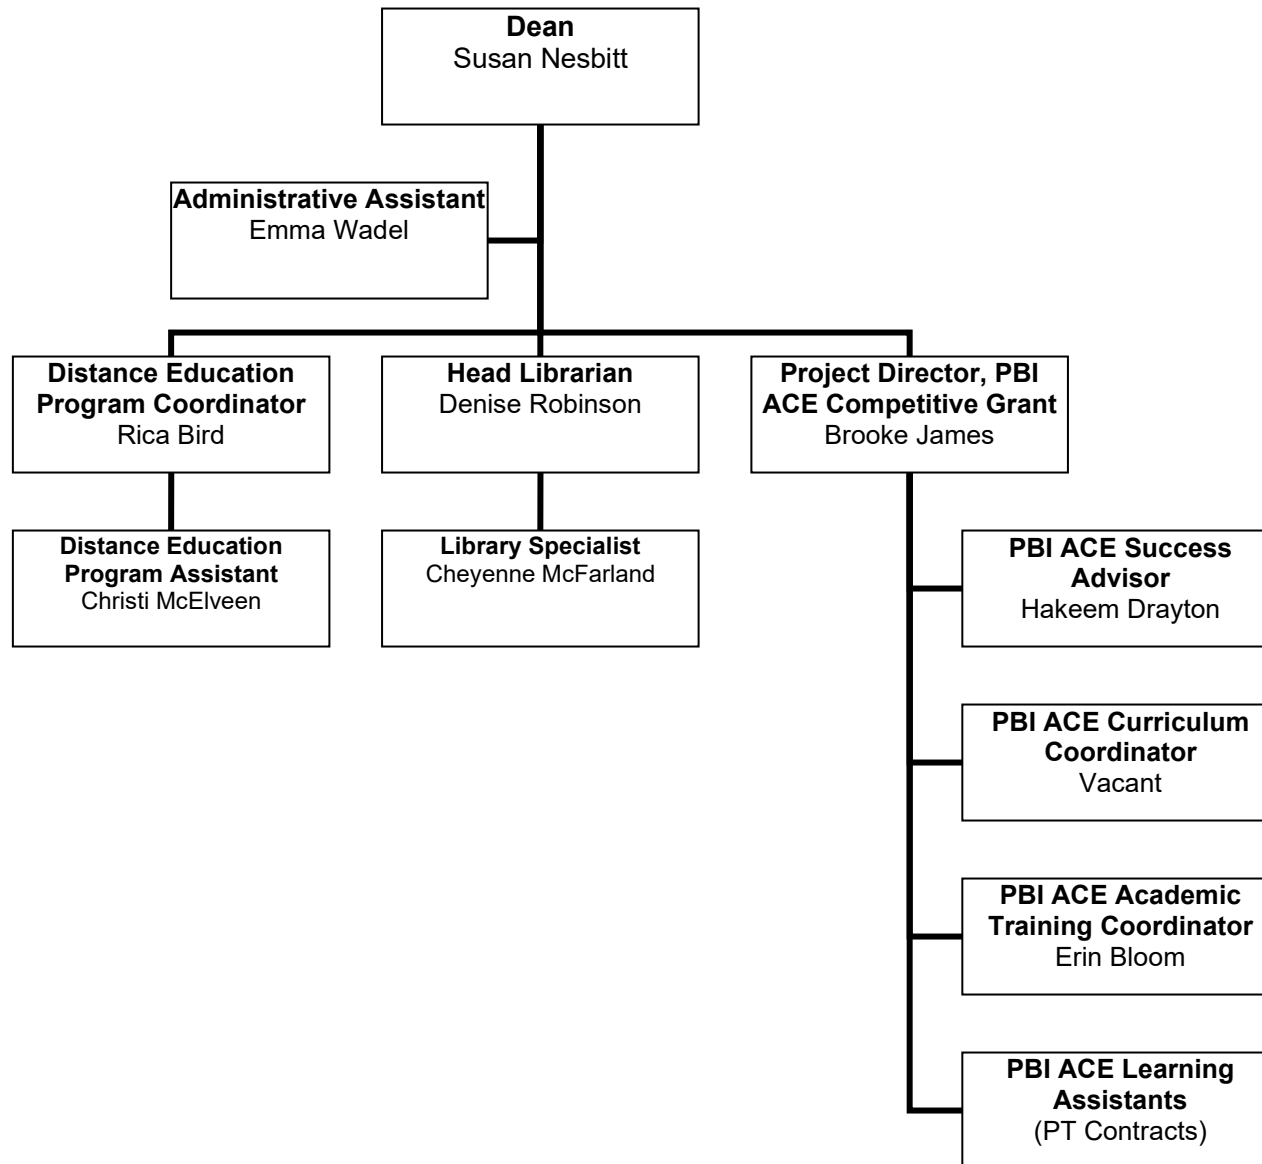 Dean
Susan Nesbitt
Administrative Assistant
Emma Wadel
Distance Education
Program Coordinator
Rica Bird
Head Librarian
Denise Robinson
Project Director, PBI
ACE Competitive Grant
Brooke James
Distance Education
Program Assistant
Christi McElveen
Library Specialist
Cheyenne McFarland
PBI ACE Success
Advisor
Hakeem Drayton
PBI ACE Curriculum
Coordinator
Vacant
PBI ACE Academic
Training Coordinator
Erin Bloom
PBI ACE Learning
Assistants
(PT Contracts)